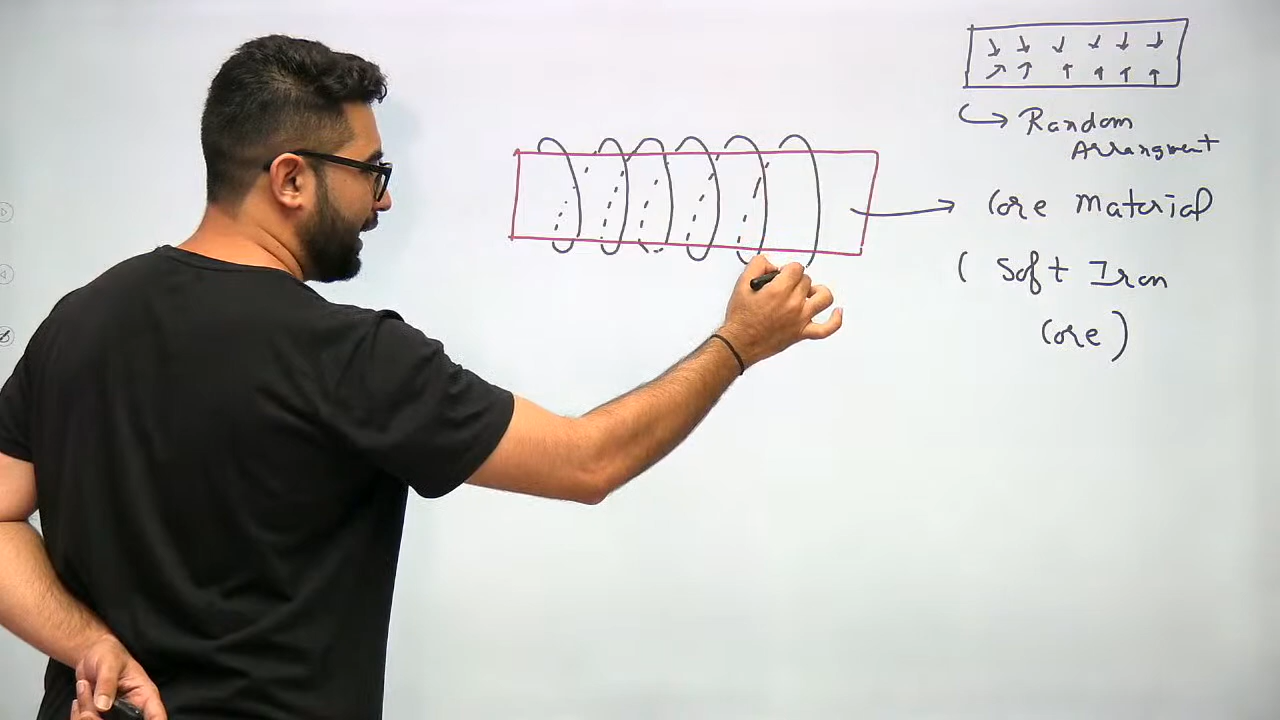 Random
Arrangment
Core Material
( Soft Iron
Core )